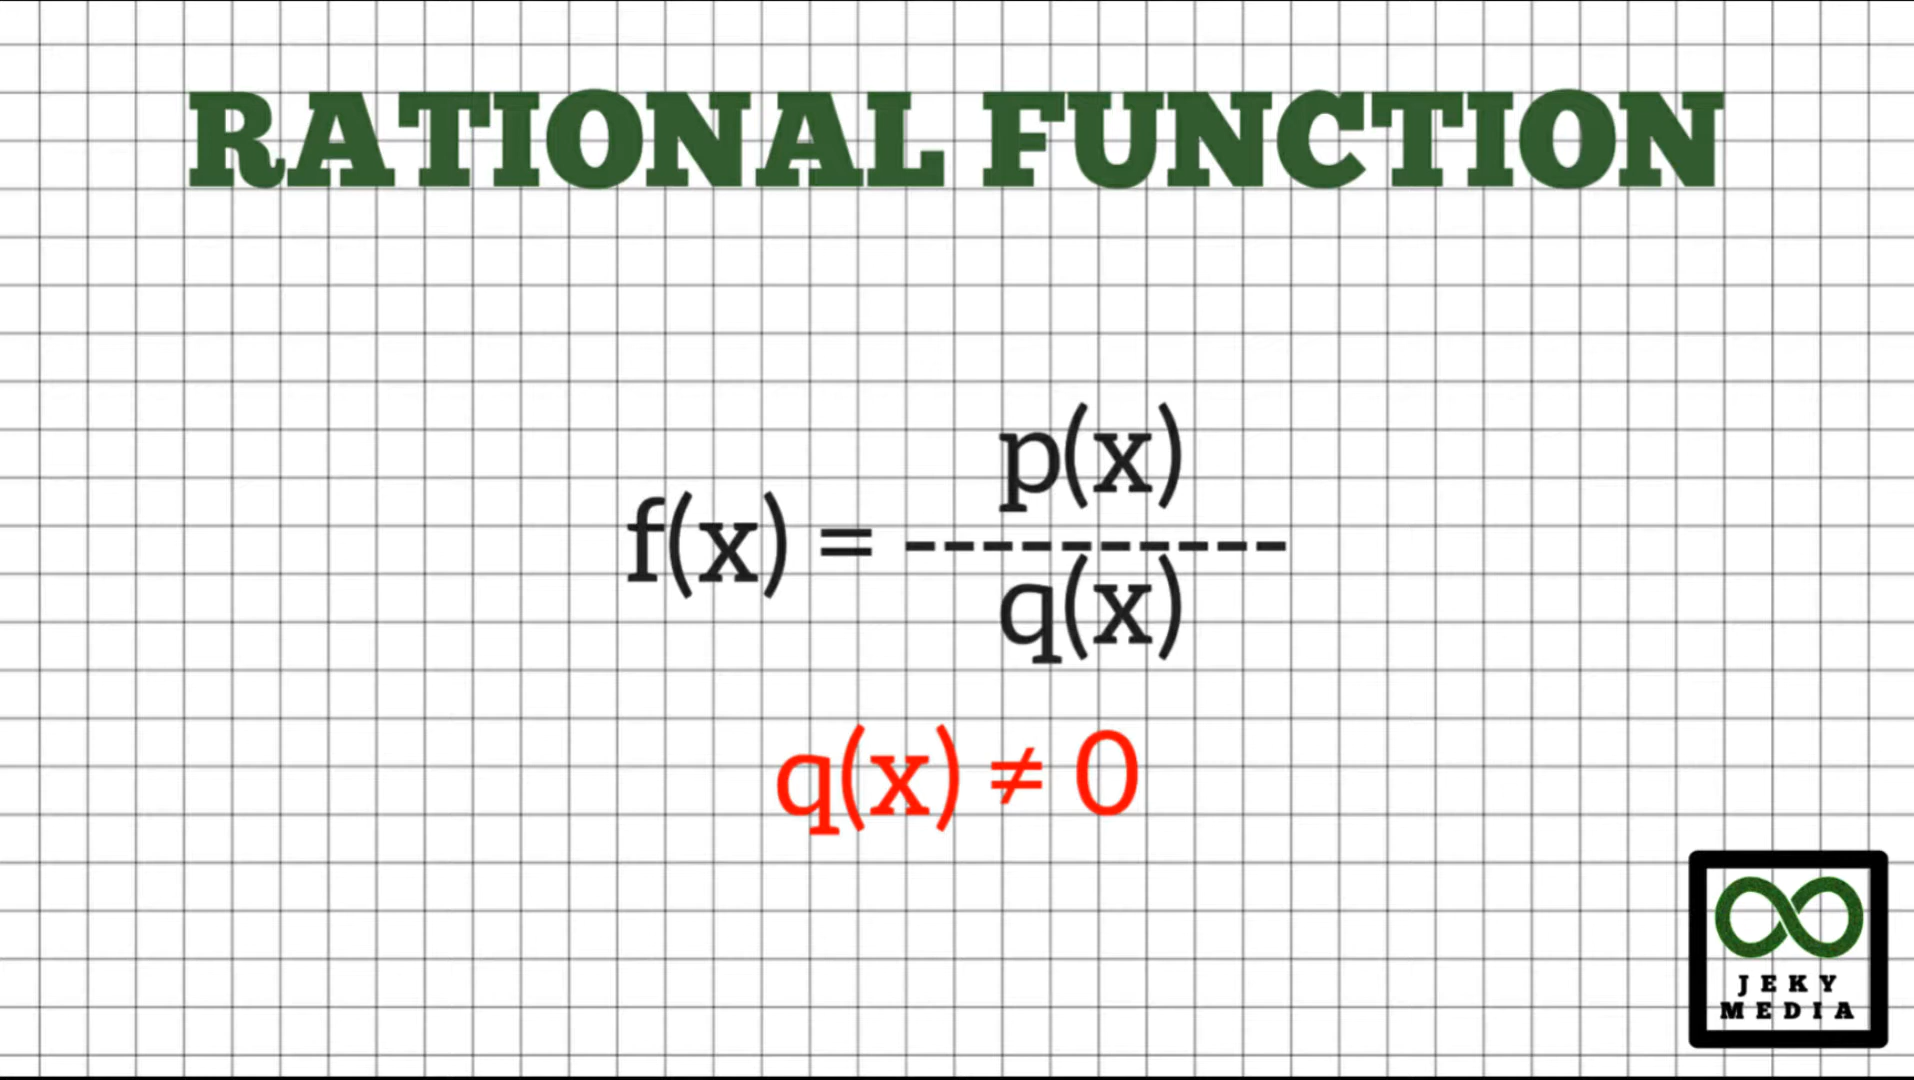 RATIONAL FUNCTION
p(x)
f(x) = ----------
q(x)
q(x) ≠ 0
JEKY
MEDIA